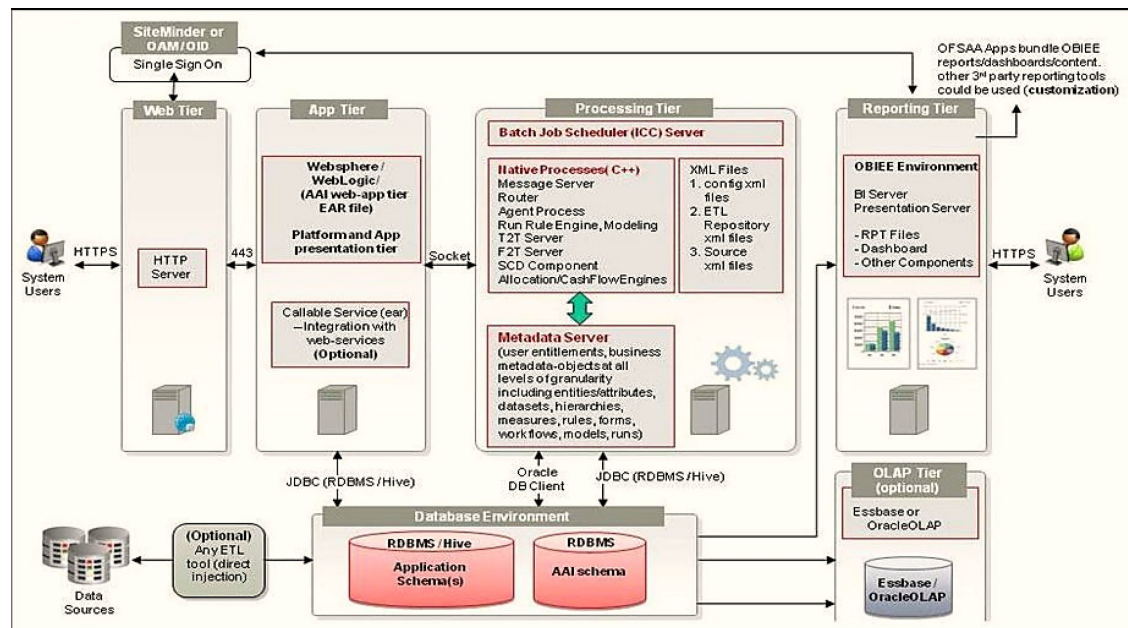 SiteMinder or
OAM/OID
Single Sign On
OFSAA Apps bundle OBIEE
reports/dashboards/content.
other 3rd party reporting tools
could be used (customization)
Web Tier
App Tier
Processing Tier
Reporting Tier
System
Users
HTTPS
HTTP
Server
443
Websphere /
WebLogic/
(AAI web-app tier
EAR file)
Platform and App
presentation tier
Callable Service (ear)
–Integration with
web-services
(Optional)
Socket
Batch Job Scheduler (ICC) Server
Native Processes( C++)
Message Server
Router
Agent Process
Run Rule Engine, Modeling
T2T Server
F2T Server
SCD Component
Allocation/CashFlowEngines
XML Files
1. config xml
files
2. ETL
Repository
xml files
3. Source
xml files
Metadata Server
(user entitlements, business
metadata-objects at all
levels of granularity
including entities/attributes,
datasets, hierarchies,
measures, rules, forms,
workflows, models, runs)
OBIEE Environment
BI Server
Presentation Server
- RPT Files
- Dashboard
- Other Components
HTTPS
System
Users
JDBC (RDBMS /Hive)
Oracle
DB Client
JDBC (RDBMS /Hive)
Data
Sources
(Optional)
Any ETL
tool (direct
injection)
Database Environment
RDBMS / Hive
Application
Schema(s)
RDBMS
AAI schema
OLAP Tier
(optional)
Essbase or
OracleOLAP
Essbase /
OracleOLAP